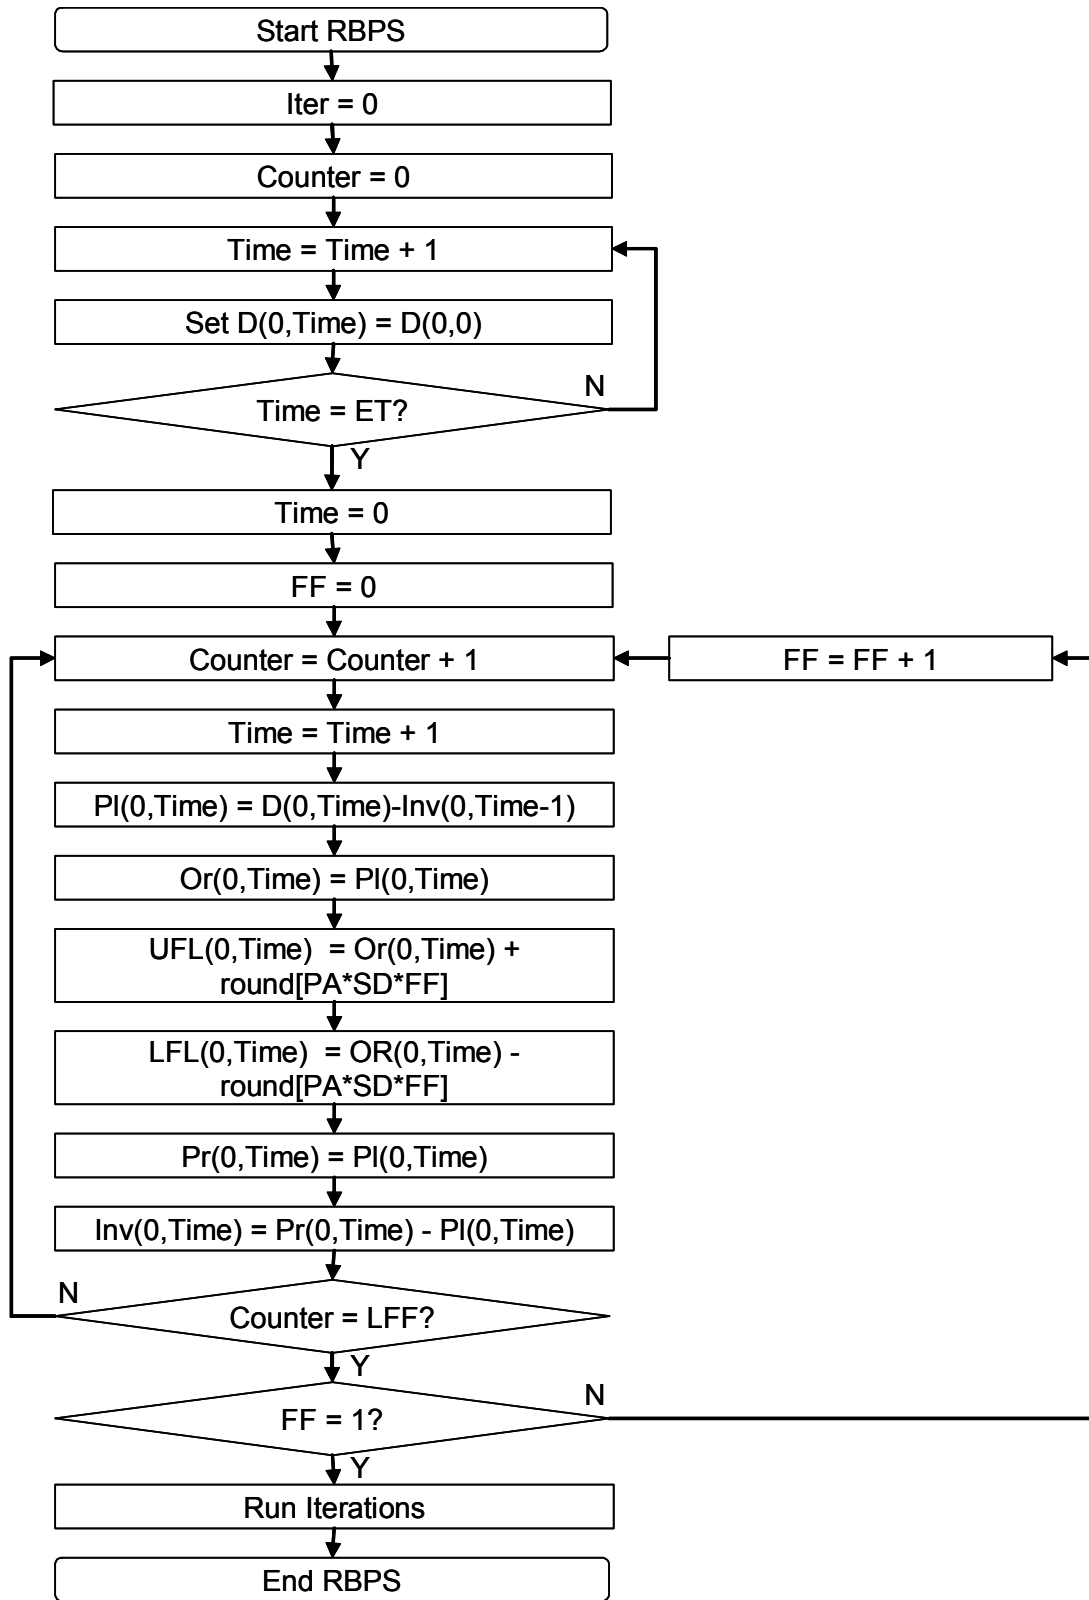 Start RBPS
Iter = 0
Counter = 0
Time = Time + 1
Set D(0,Time) = D(0,0)
N
Time = ET?
Y
Time = 0
FF = 0
Counter = Counter + 1
FF = FF + 1
Time = Time + 1
Pl(0,Time) = D(0,Time)-Inv(0,Time-1)
Or(0,Time) = Pl(0,Time)
UFL(0,Time)  = Or(0,Time) +
round[PA*SD*FF]
LFL(0,Time)  = OR(0,Time) -
round[PA*SD*FF]
Pr(0,Time) = Pl(0,Time)
Inv(0,Time) = Pr(0,Time) - Pl(0,Time)
N
Counter = LFF?
Y
N
FF = 1?
Y
Run Iterations
End RBPS